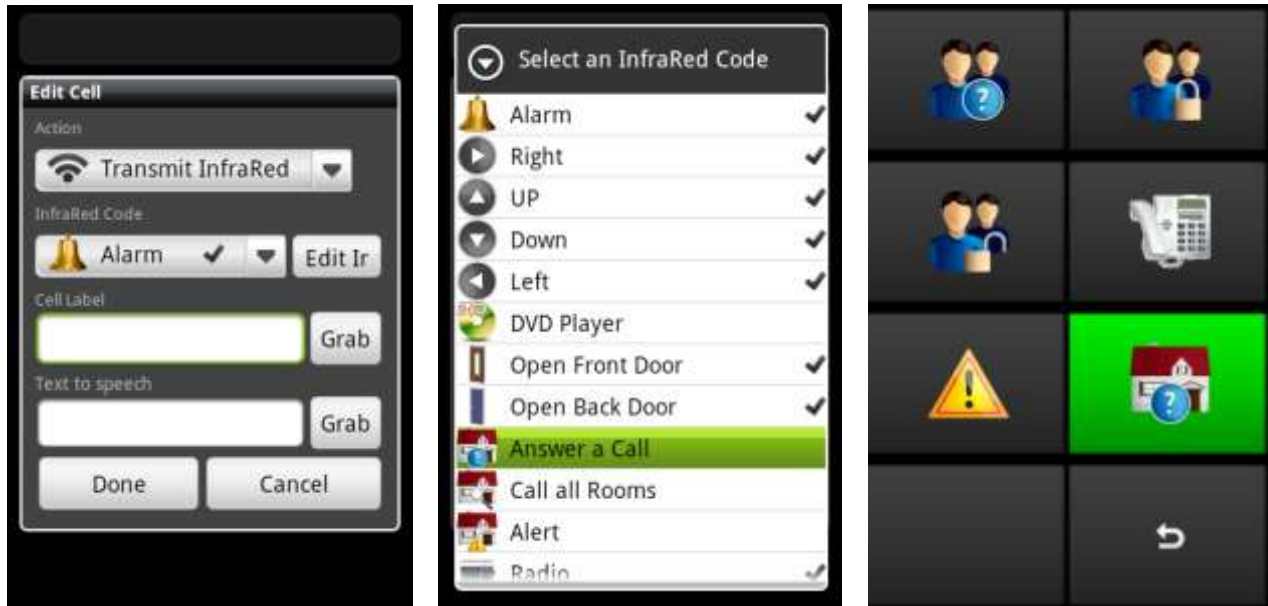 Edit Cell
Action
Transmit InfraRed
InfraRed Code
Alarm
Edit Ir
Cell Label
Grab
Text to speech
Grab
Done
Cancel
Select an InfraRed Code
Alarm
Right
UP
Down
Left
DVD Player
Open Front Door
Open Back Door
Answer a Call
Call all Rooms
Alert
Radio
?
?